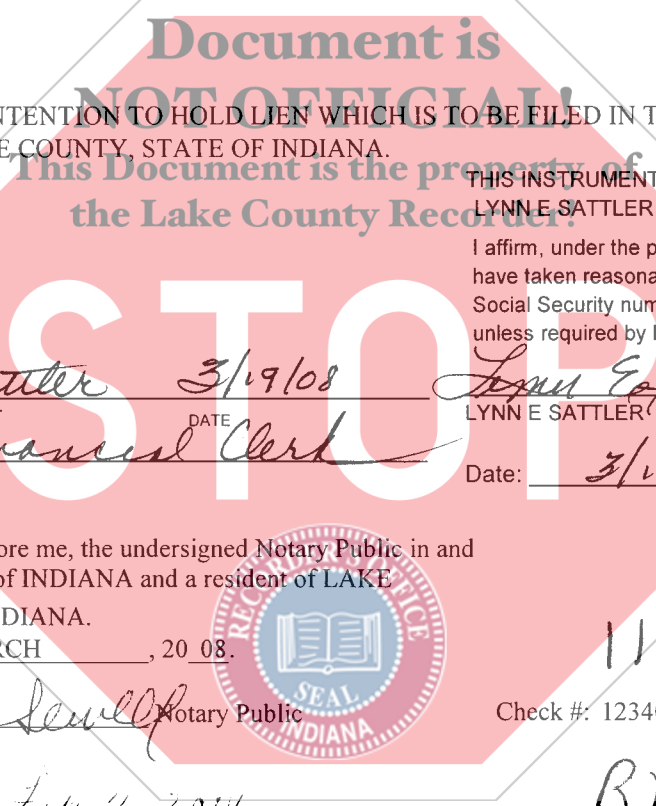 Document is
NOT OFFICIAL!
NTENTION TO HOLD LIEN WHICH IS TO BE FILED IN T
E COUNTY, STATE OF INDIANA.
This Document is the property of
the Lake County Recorder!
THIS INSTRUMENT
LYNN E SATTLER
I affirm, under the p
have taken reasona
Social Security num
unless required by l
STOP
ttler 3/19/08
DATE
LYNN E SATTLER
nancial Clerk
Date: 3/1
ore me, the undersigned Notary Public in and
of INDIANA and a resident of LAKE
DIANA.
RCH , 20 08.
RECORDER'S OFFICE
SEAL
INDIANA
Notary Public
Check #: 1234